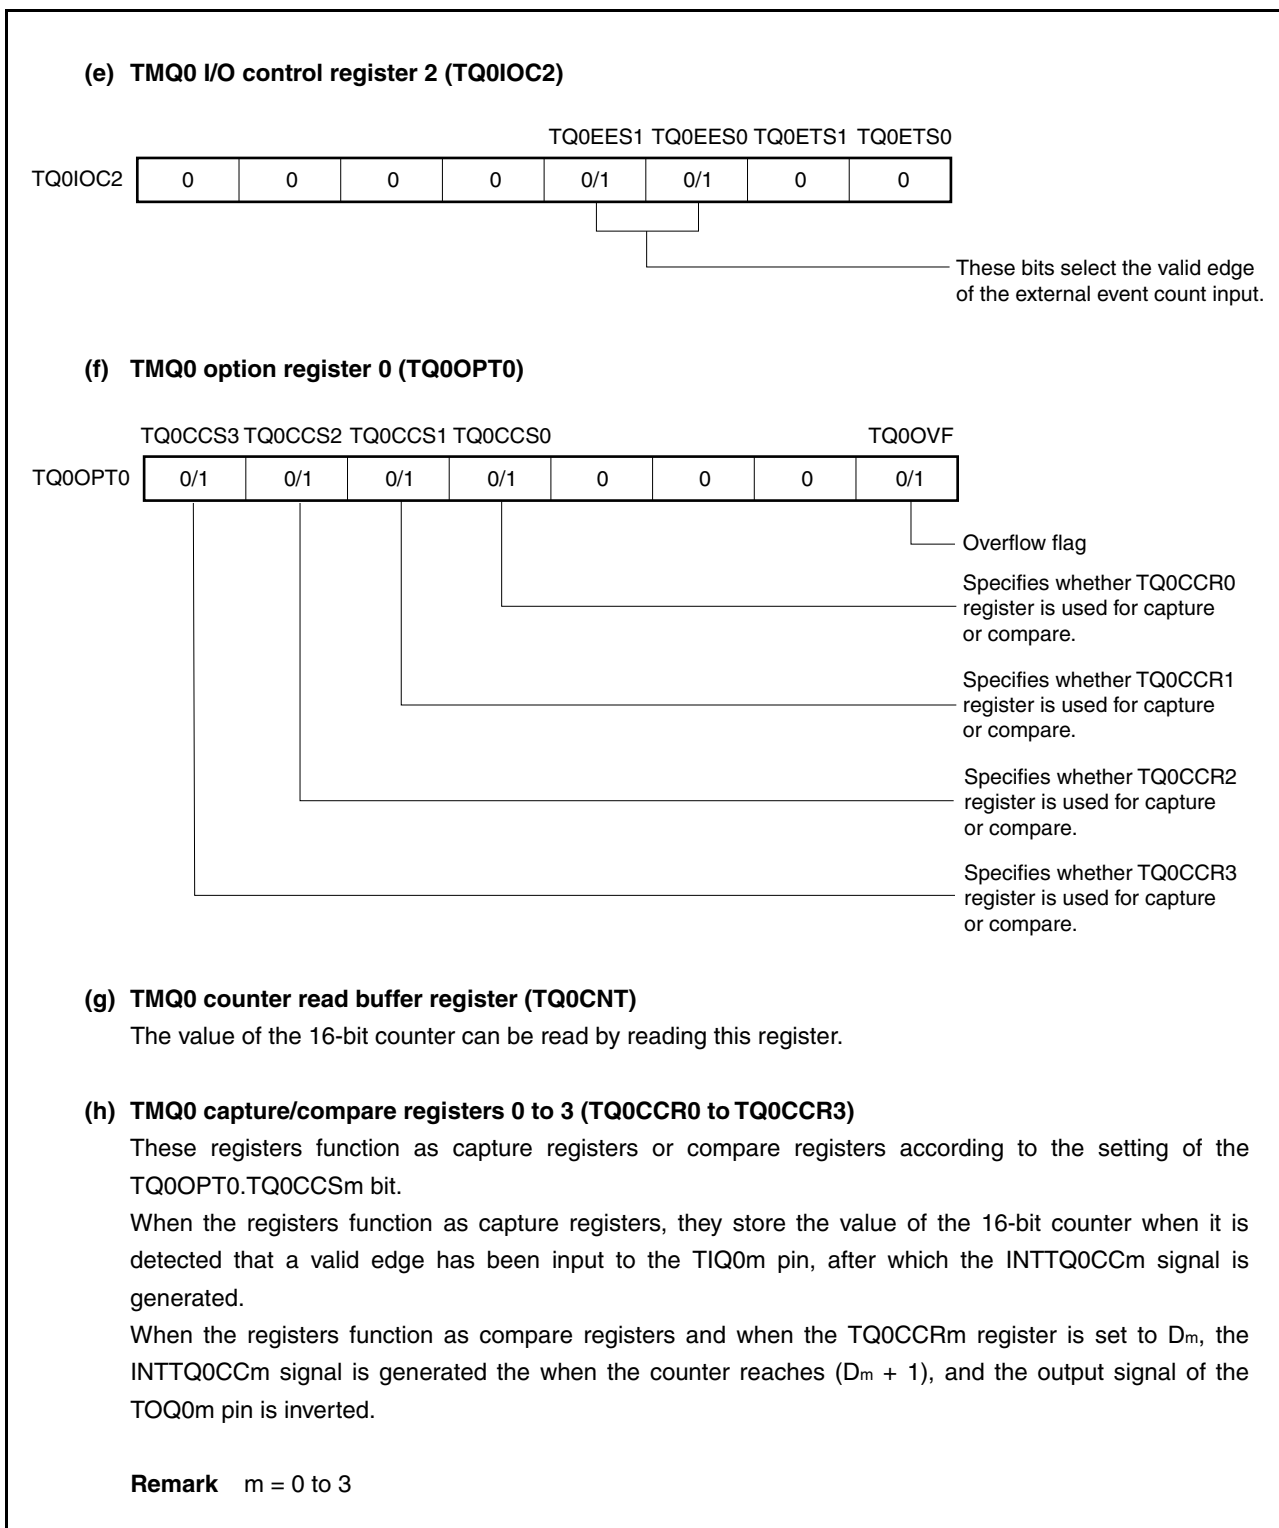 (e) TMQ0 I/O control register 2 (TQ0IOC2)
TQ0EES1 TQ0EES0 TQ0ETS1 TQ0ETS0
TQ0IOC2 0 0 0 0 0/1 0/1 0 0
These bits select the valid edge
of the external event count input.
(f) TMQ0 option register 0 (TQ0OPT0)
TQ0CCS3 TQ0CCS2 TQ0CCS1 TQ0CCS0 TQ0OVF
TQ0OPT0 0/1 0/1 0/1 0/1 0 0 0 0/1
Overflow flag
Specifies whether TQ0CCR0
register is used for capture
or compare.
Specifies whether TQ0CCR1
register is used for capture
or compare.
Specifies whether TQ0CCR2
register is used for capture
or compare.
Specifies whether TQ0CCR3
register is used for capture
or compare.
(g) TMQ0 counter read buffer register (TQ0CNT)
The value of the 16-bit counter can be read by reading this register.
(h) TMQ0 capture/compare registers 0 to 3 (TQ0CCR0 to TQ0CCR3)
These registers function as capture registers or compare registers according to the setting of the
TQ0OPT0.TQ0CCSm bit.
When the registers function as capture registers, they store the value of the 16-bit counter when it is
detected that a valid edge has been input to the TIQ0m pin, after which the INTTQ0CCm signal is
generated.
When the registers function as compare registers and when the TQ0CCRm register is set to Dm, the
INTTQ0CCm signal is generated the when the counter reaches (Dm + 1), and the output signal of the
TOQ0m pin is inverted.
Remark m = 0 to 3